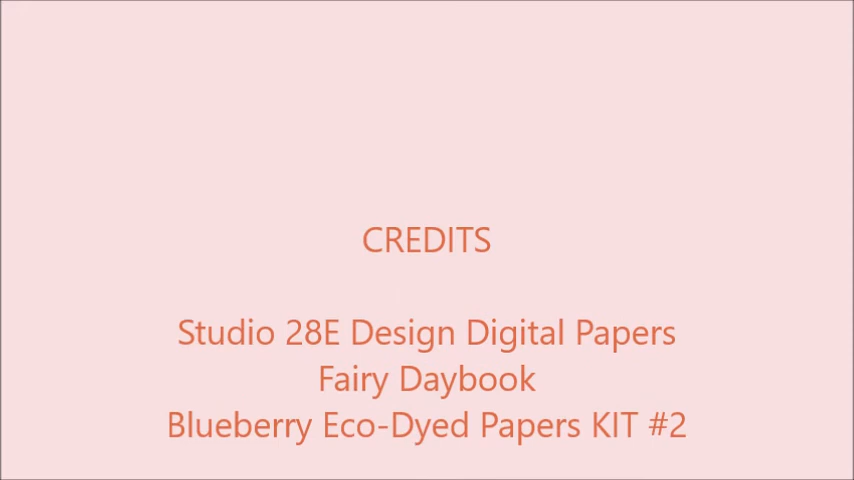 CREDITS
Studio 28E Design Digital Papers
Fairy Daybook
Blueberry Eco-Dyed Papers KIT #2